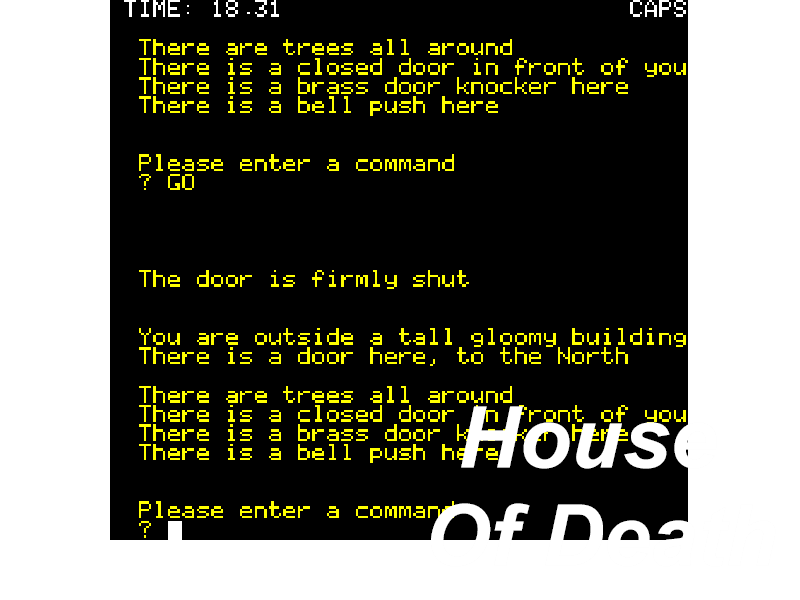 TIME: 18.31 CAPS
There are trees all around
There is a closed door in front of you
There is a brass door knocker here
There is a bell push here
Please enter a command
? GO
The door is firmly shut
You are outside a tall gloomy building
There is a door here, to the North
There are trees all around
There is a closed door in front of you
There is a brass door knocker here
There is a bell push here
Please enter a command
?
House
Of Dea